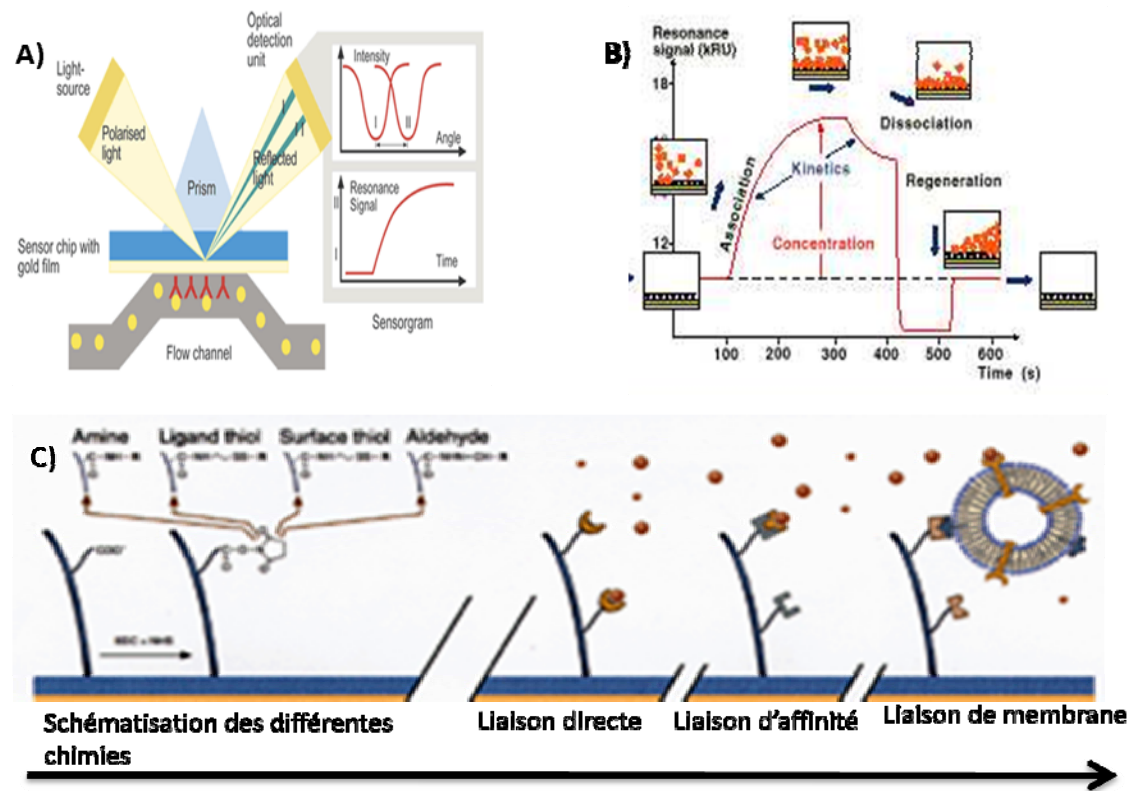 A)
Light-
source
Polarised
light
Prism
Optical
detection
unit
I
II
Reflected
light
Sensor chip with
gold film
Flow channel
Intensity
I
II
Angle
II
I
Resonance
Signal
Time
Sensorgram
B)
Resonance
signal (kRU)
18
12
Association
Kinetics
Concentration
Dissociation
Regeneration
100 200 300 400 500 600
Time (s)
C)
Amine
Ligand thiol
Surface thiol
Aldehyde
EDC + NHS
Schématisation des différentes
chimies
Liaison directe
Liaison d'affinité
Liaison de membrane